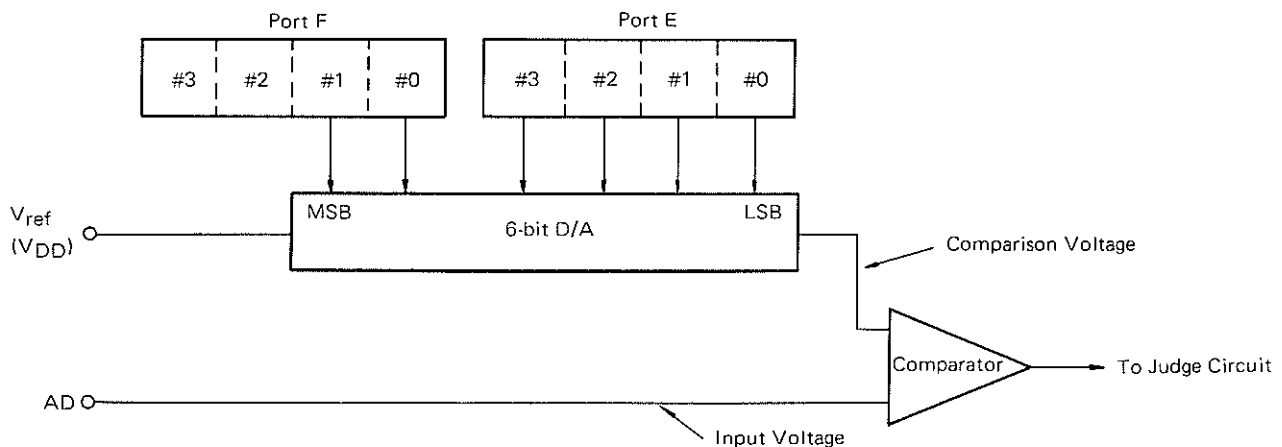 Port F
Port E
#3 #2 #1 #0
#3 #2 #1 #0
MSB
LSB
6-bit D/A
Vref
(VDD)
Comparison Voltage
Comparator
To Judge Circuit
AD
Input Voltage